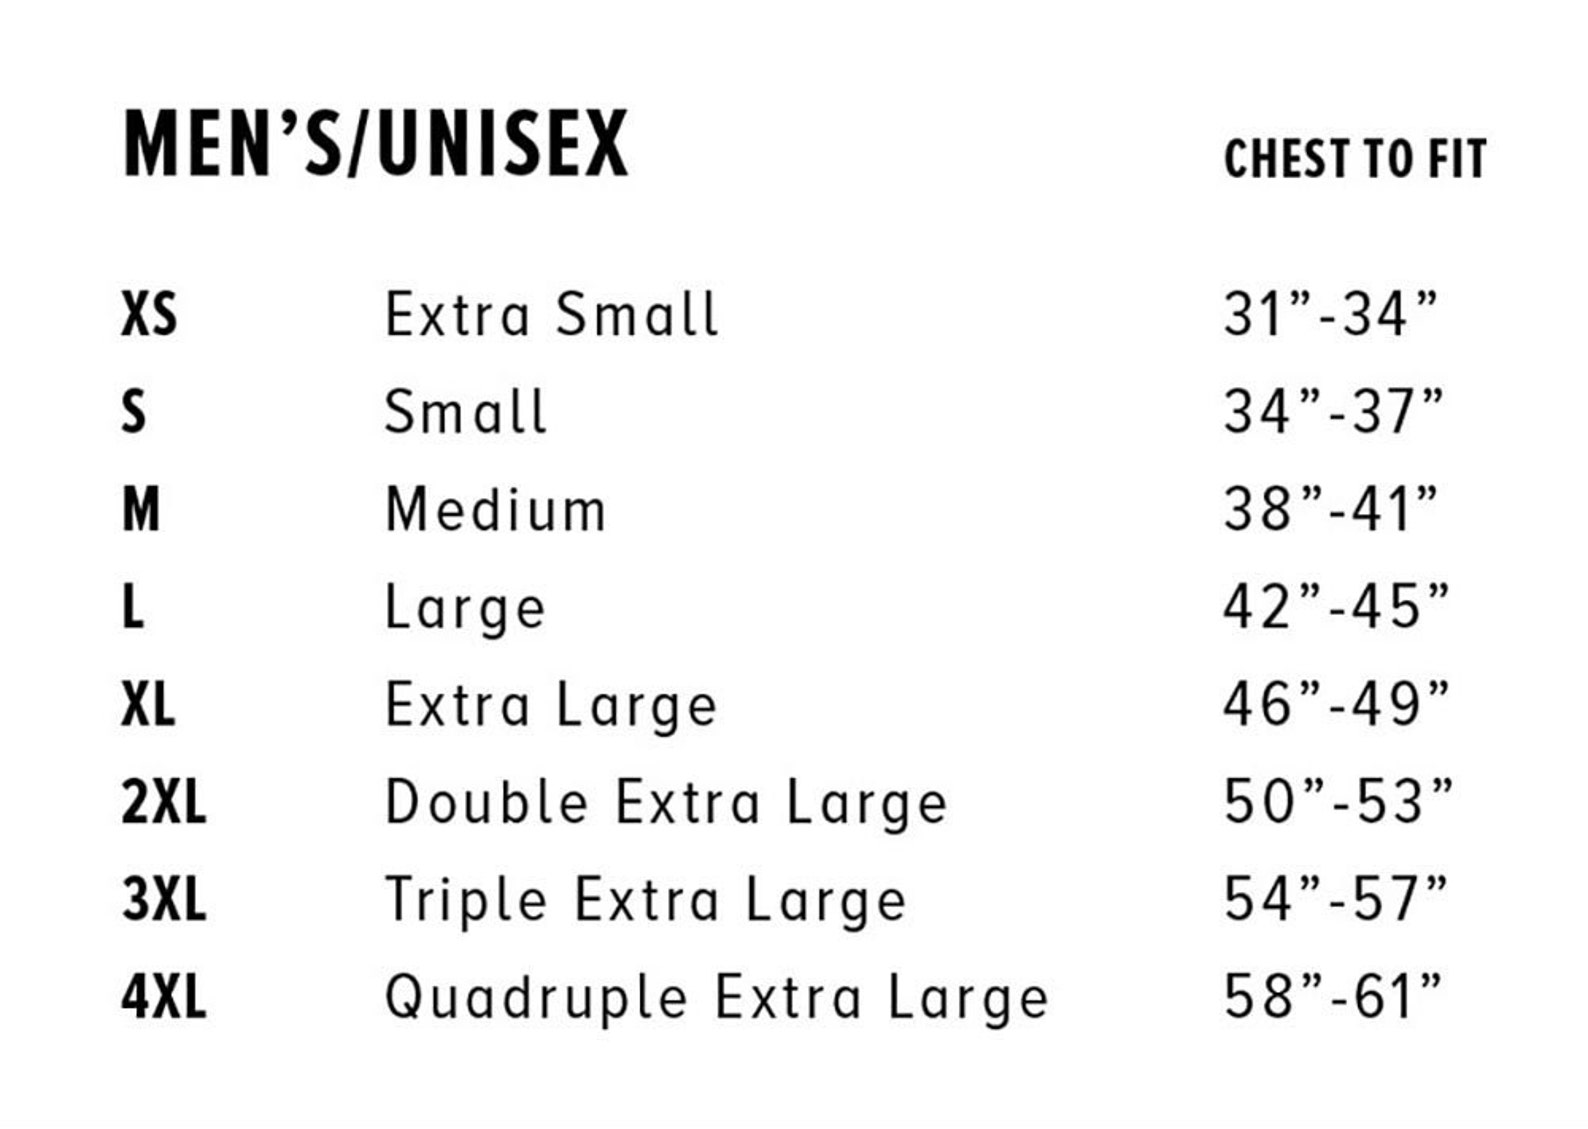 MEN’S/UNISEX CHEST TO FIT
XS Extra Small 31”-34”
S Small 34”-37”
M Medium 38”-41”
L Large 42”-45”
XL Extra Large 46”-49”
2XL Double Extra Large 50”-53”
3XL Triple Extra Large 54”-57”
4XL Quadruple Extra Large 58”-61”